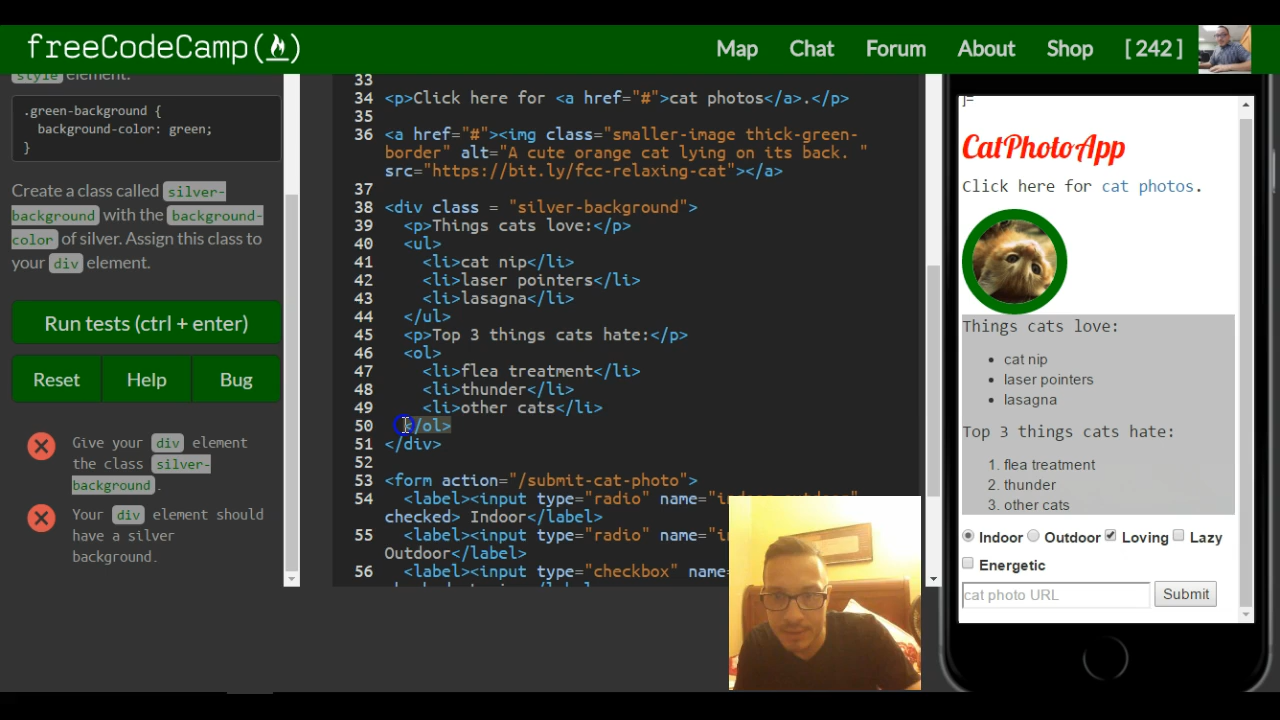 freeCodeCamp(🔥)
Map Chat Forum About Shop [ 242 ]
style element.
.green-background {
background-color: green;
}
Create a class called silver-
background with the background-
color of silver. Assign this class to
your div element.
Run tests (ctrl + enter)
Reset Help Bug
Give your div element
the class silver-
background.
Your div element should
have a silver
background.
33
34 <p>Click here for <a href="#">cat photos</a>.</p>
35
36 <a href="#"><img class="smaller-image thick-green-
border" alt="A cute orange cat lying on its back. "
src="https://bit.ly/fcc-relaxing-cat"></a>
37
38 <div class = "silver-background">
39 <p>Things cats love:</p>
40 <ul>
41 <li>cat nip</li>
42 <li>laser pointers</li>
43 <li>lasagna</li>
44 </ul>
45 <p>Top 3 things cats hate:</p>
46 <ol>
47 <li>flea treatment</li>
48 <li>thunder</li>
49 <li>other cats</li>
50 </ol>
51 </div>
52
53 <form action="/submit-cat-photo">
54 <label><input type="radio" name="
checked> Indoor</label>
55 <label><input type="radio" name="
Outdoor</label>
56 <label><input type="checkbox" name=
CatPhotoApp
Click here for cat photos.
Things cats love:
• cat nip
• laser pointers
• lasagna
Top 3 things cats hate:
1. flea treatment
2. thunder
3. other cats
Indoor Outdoor Loving Lazy
Energetic
cat photo URL Submit